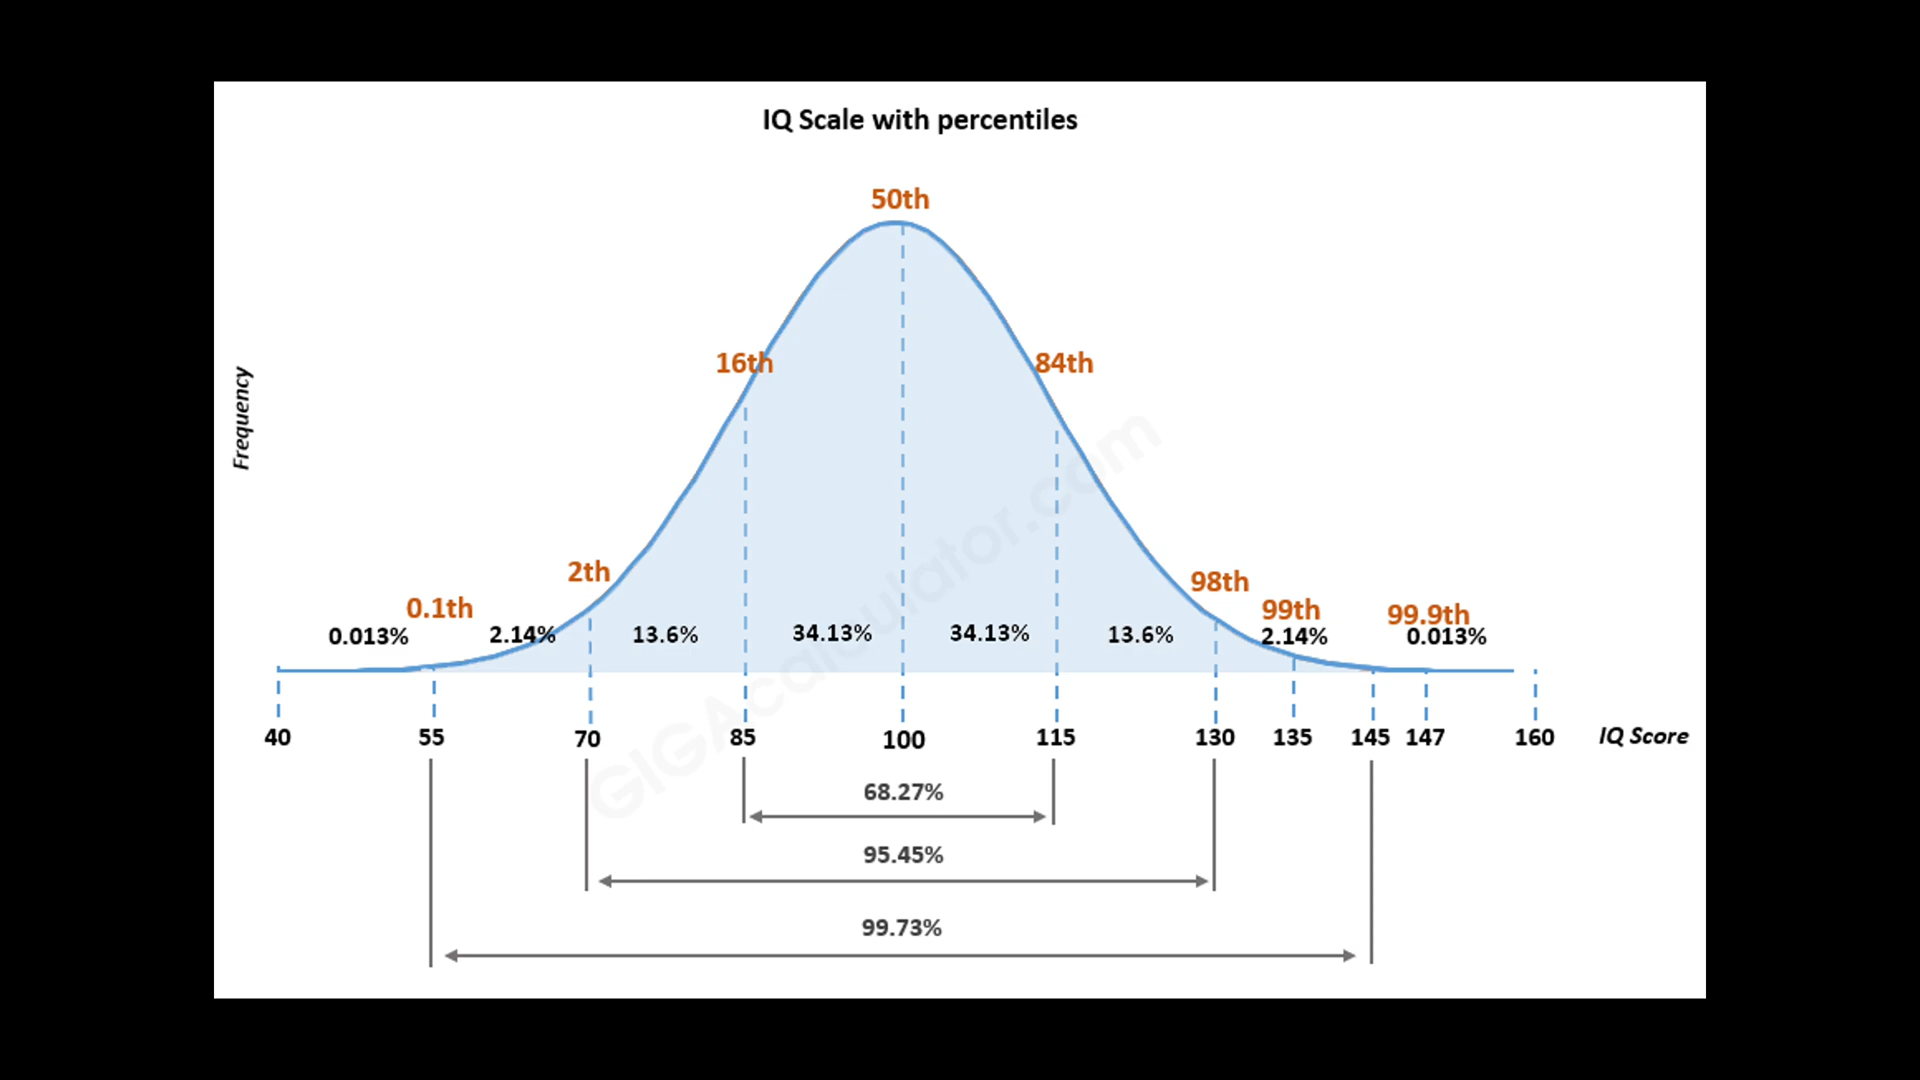 IQ Scale with percentiles
50th
16th
84th
2th
98th
0.1th
99th
99.9th
0.013%
2.14%
13.6%
34.13%
34.13%
13.6%
2.14%
0.013%
Frequency
40
55
70
85
100
115
130
135
145
147
160
IQ Score
68.27%
95.45%
99.73%
GIGAcalculator.com